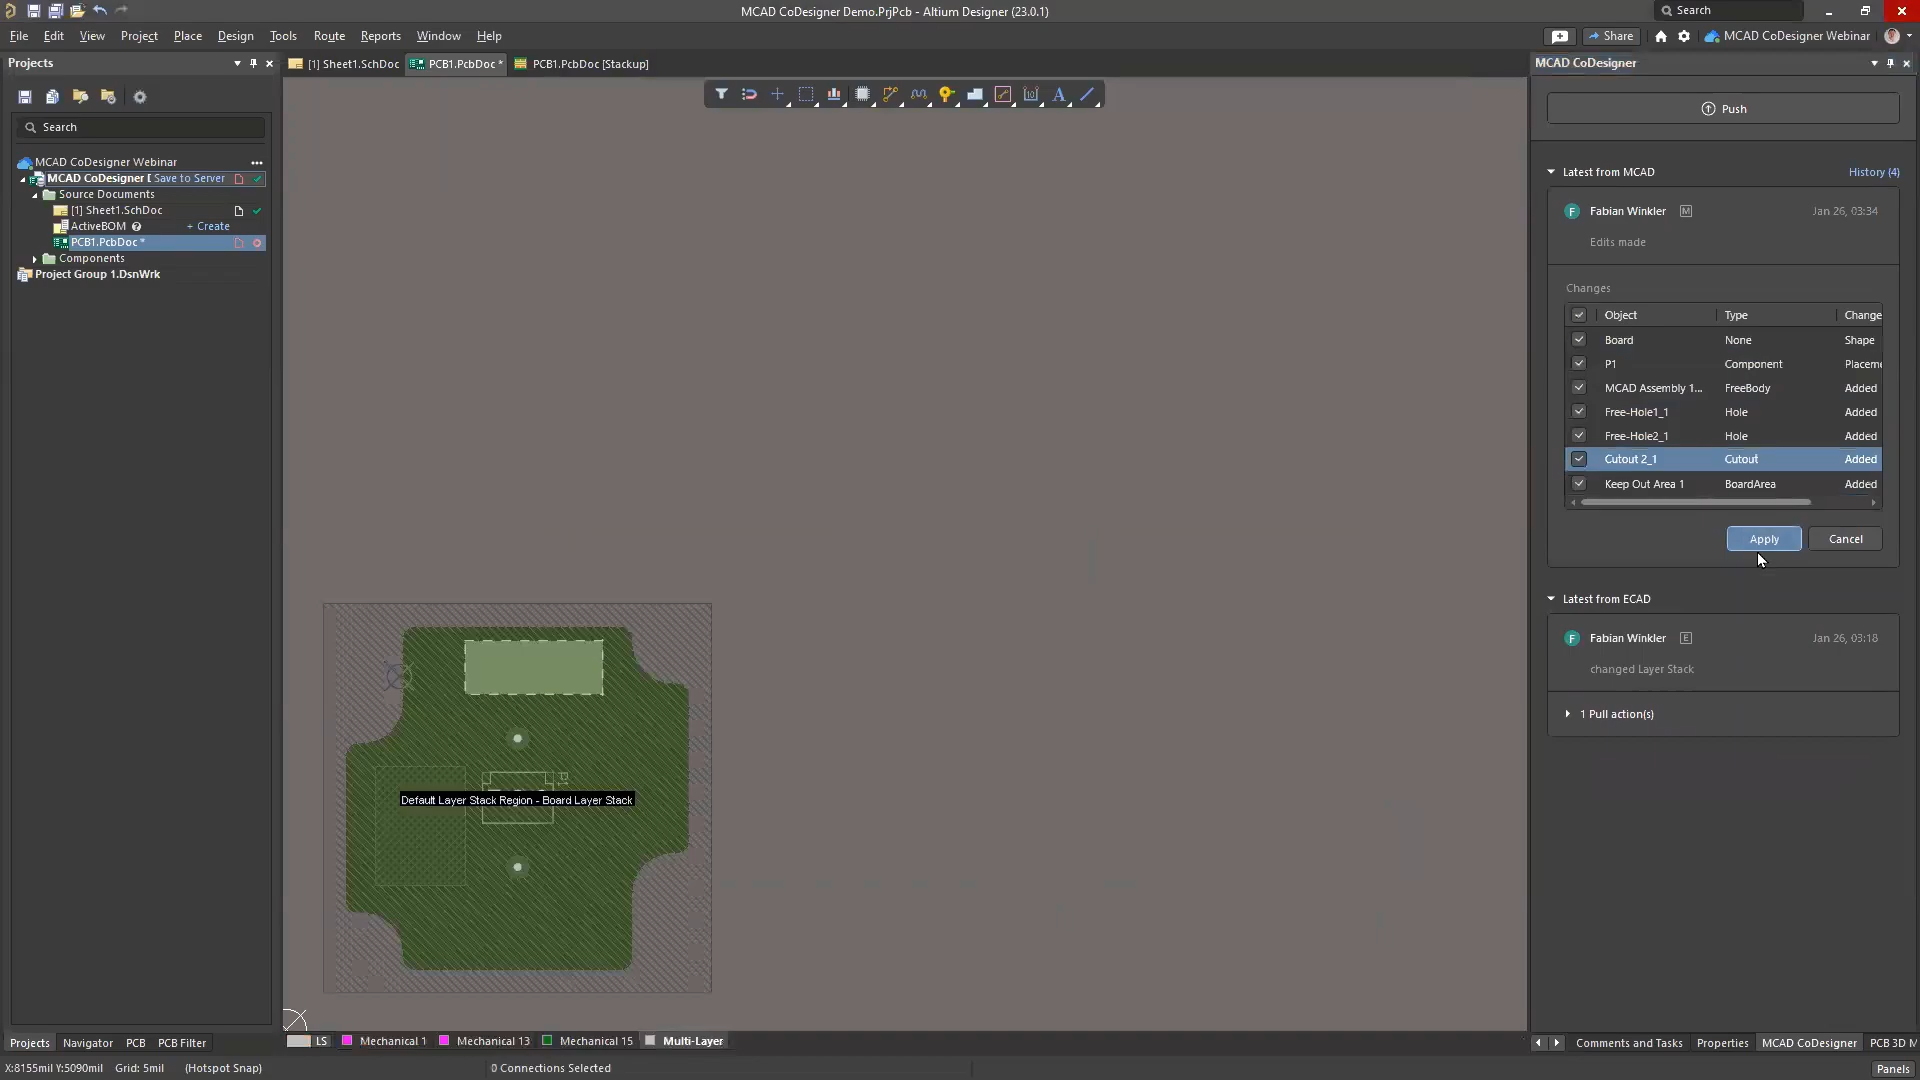 MCAD CoDesigner Demo.PrjPcb - Altium Designer (23.0.1)
Search
File Edit View Project Place Design Tools Route Reports Window Help
Share
MCAD CoDesigner Webinar
Projects
[1] Sheet1.SchDoc
PCB1.PcbDoc *
PCB1.PcbDoc [Stackup]
MCAD CoDesigner
Search
MCAD CoDesigner Webinar
MCAD CoDesigner [ Save to Server
Source Documents
[1] Sheet1.SchDoc
ActiveBOM + Create
PCB1.PcbDoc *
Components
Project Group 1.DsnWrk
Default Layer Stack Region - Board Layer Stack
Push
Latest from MCAD History (4)
F Fabian Winkler M Jan 26, 03:34
Edits made
Changes
Object Type Change
Board None Shape
P1 Component Placeme
MCAD Assembly 1... FreeBody Added
Free-Hole1_1 Hole Added
Free-Hole2_1 Hole Added
Cutout 2_1 Cutout Added
Keep Out Area 1 BoardArea Added
Apply Cancel
Latest from ECAD
F Fabian Winkler E Jan 26, 03:18
changed Layer Stack
1 Pull action(s)
LS Mechanical 1 Mechanical 13 Mechanical 15 Multi-Layer
Projects Navigator PCB PCB Filter
Comments and Tasks Properties MCAD CoDesigner PCB 3D M
X:8155mil Y:5090mil Grid: 5mil (Hotspot Snap)
0 Connections Selected
Panels